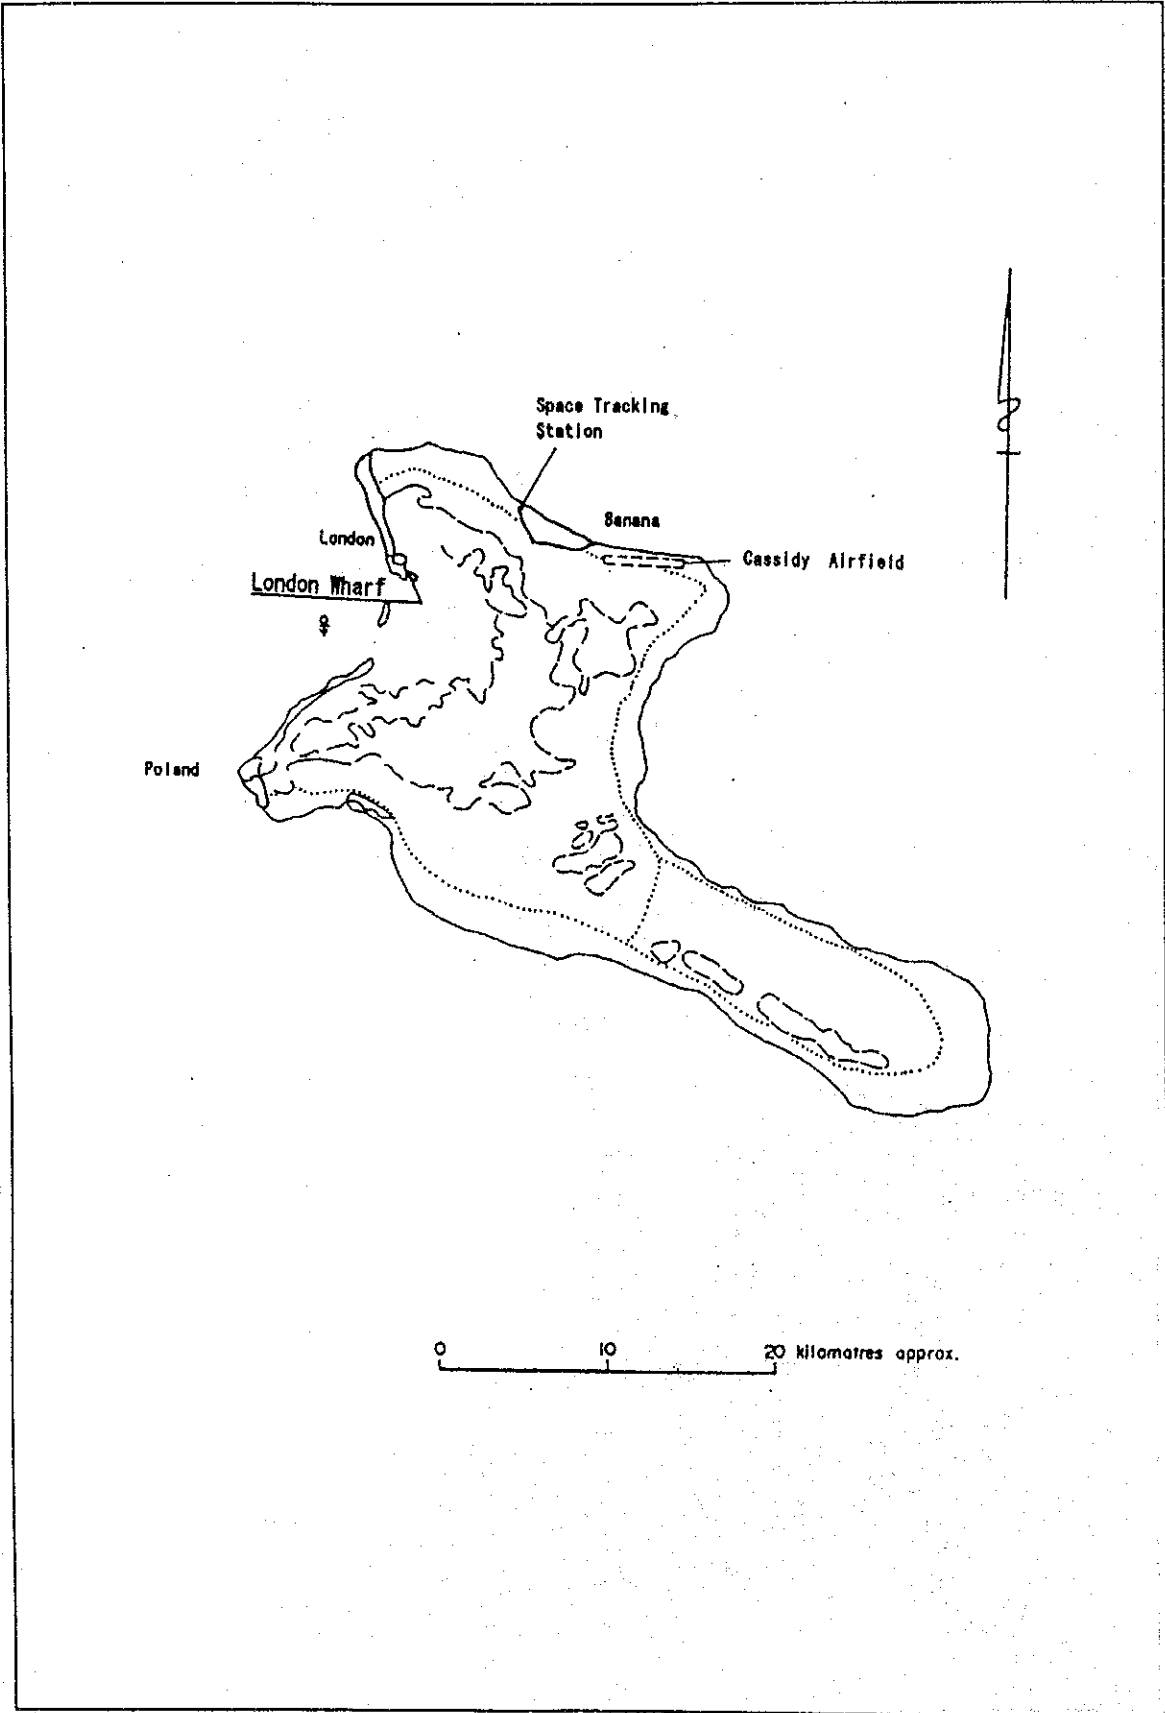 Space Tracking
Station
Banana
London
Cassidy Airfield
London Wharf
Poland
0 10 20 kilometres approx.